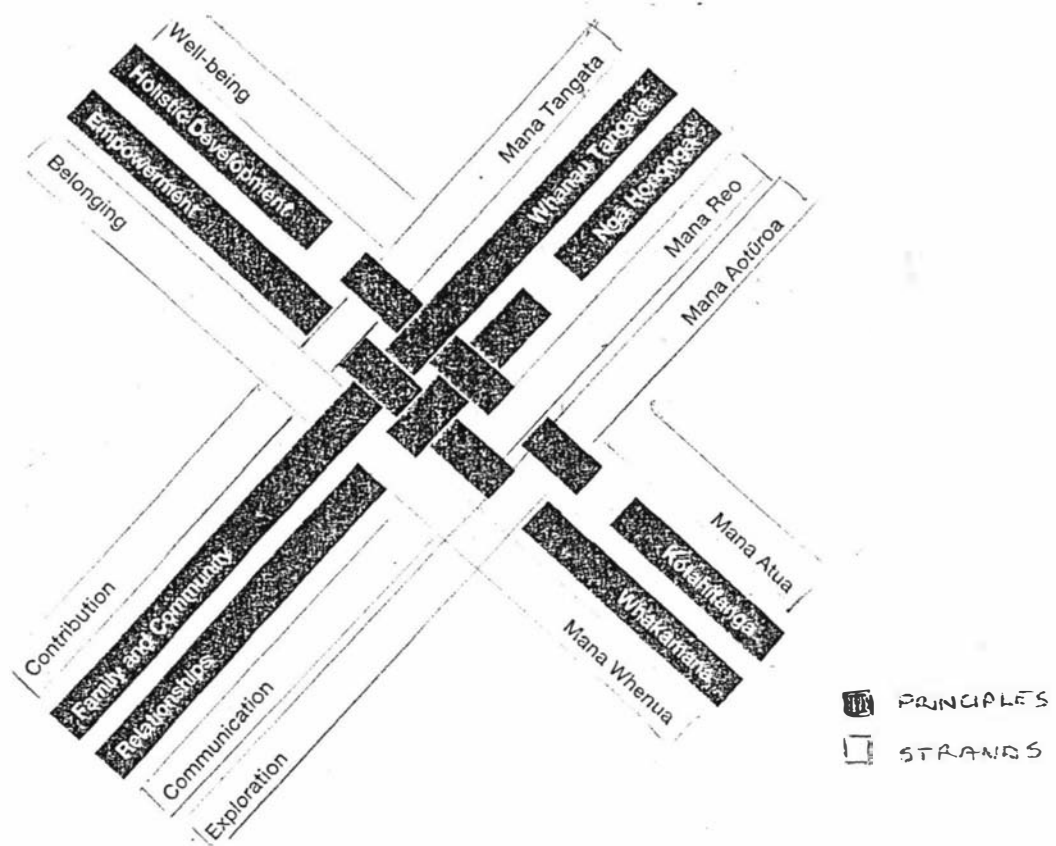 Well-being
Holistic Development
Empowerment
Belonging
Mana Tangata
Whānau Tangata
Ngā Hononga
Mana Reo
Mana Aotūroa
Contribution
Family and Community
Relationships
Communication
Exploration
Mana Atua
Kotahitanga
Whakamana
Mana Whenua
PRINCIPLES
STRANDS